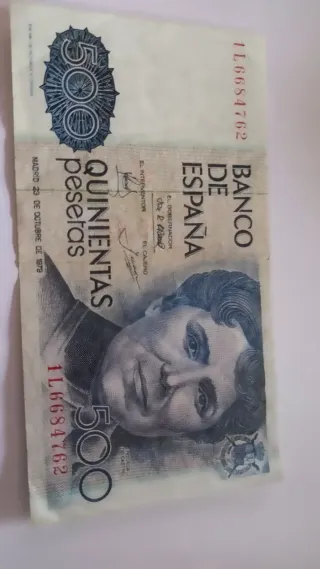 500
1L6684762
BANCO
DE
ESPAÑA
EL GOBERNADOR
EL INTERVENTOR
EL CAJERO
QUINIENTAS
pesetas
MADRID 23 DE OCTUBRE DE 1979
1L6684762
500